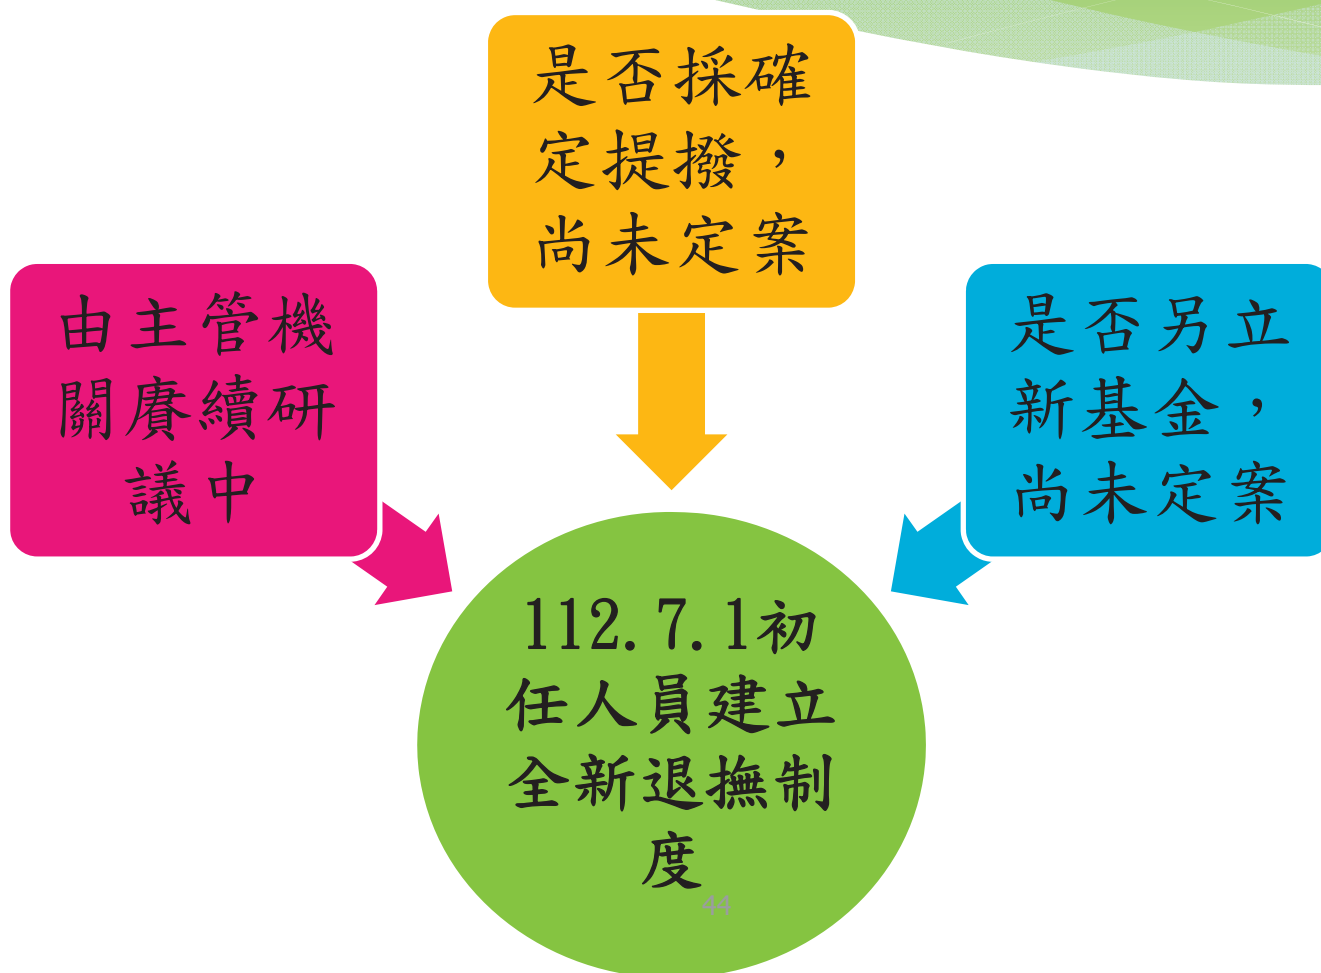 是否採確
定提撥，
尚未定案
由主管機
關賡續研
議中
是否另立
新基金，
尚未定案
112.7.1初
任人員建立
全新退撫制
度
44